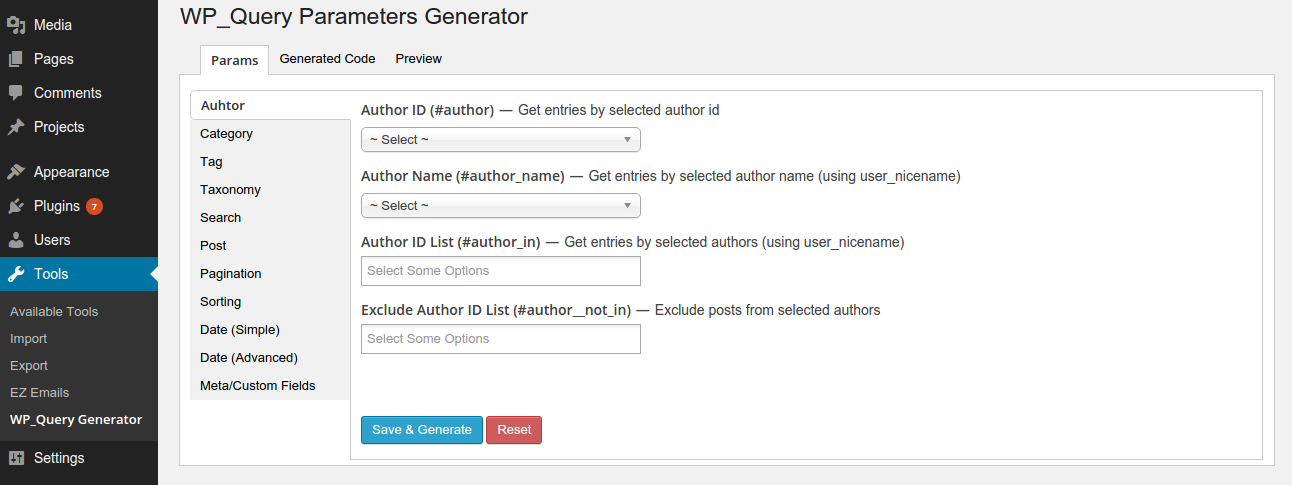 Media
Pages
Comments
Projects
Appearance
Plugins 7
Users
Tools
Available Tools
Import
Export
EZ Emails
WP_Query Generator
Settings
WP_Query Parameters Generator
Params Generated Code Preview
Auhtor
Category
Tag
Taxonomy
Search
Post
Pagination
Sorting
Date (Simple)
Date (Advanced)
Meta/Custom Fields
Author ID (#author) — Get entries by selected author id
~ Select ~
Author Name (#author_name) — Get entries by selected author name (using user_nicename)
~ Select ~
Author ID List (#author_in) — Get entries by selected authors (using user_nicename)
Select Some Options
Exclude Author ID List (#author__not_in) — Exclude posts from selected authors
Select Some Options
Save & Generate Reset